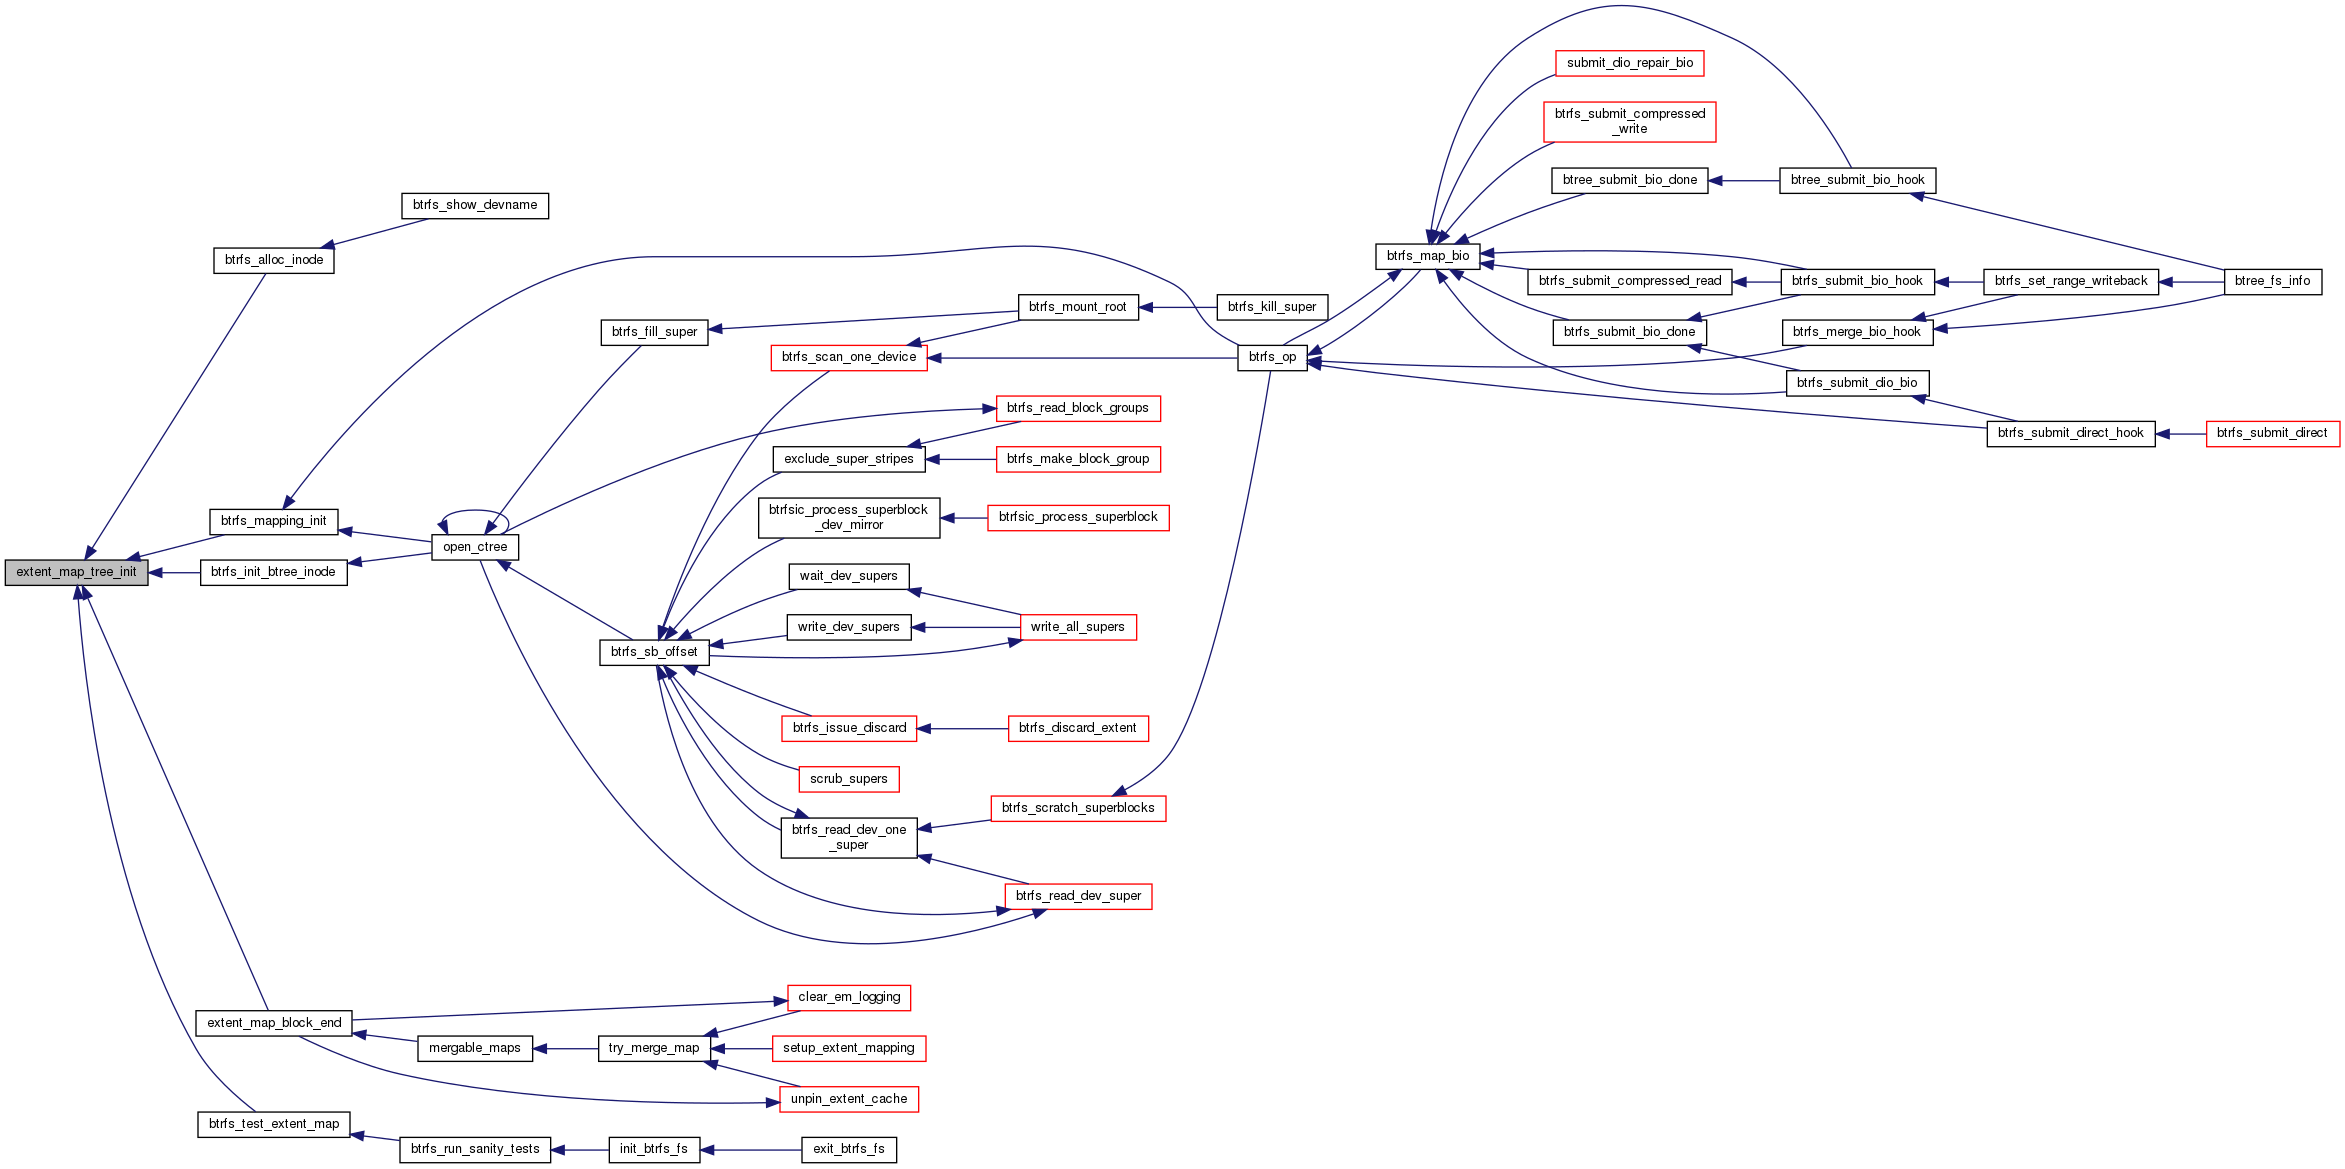 submit_dio_repair_bio
btrfs_submit_compressed
_write
btree_submit_bio_done
btree_submit_bio_hook
btrfs_show_devname
btrfs_alloc_inode
btrfs_map_bio
btrfs_submit_compressed_read
btrfs_submit_bio_hook
btrfs_set_range_writeback
btree_fs_info
btrfs_mount_root
btrfs_kill_super
btrfs_fill_super
btrfs_submit_bio_done
btrfs_merge_bio_hook
btrfs_scan_one_device
btrfs_op
btrfs_submit_dio_bio
btrfs_read_block_groups
btrfs_submit_direct_hook
btrfs_submit_direct
exclude_super_stripes
btrfs_make_block_group
btrfs_mapping_init
btrfsic_process_superblock
_dev_mirror
btrfsic_process_superblock
open_ctree
extent_map_tree_init
btrfs_init_btree_inode
wait_dev_supers
write_dev_supers
write_all_supers
btrfs_sb_offset
btrfs_issue_discard
btrfs_discard_extent
scrub_supers
btrfs_scratch_superblocks
btrfs_read_dev_one
_super
btrfs_read_dev_super
clear_em_logging
extent_map_block_end
mergable_maps
try_merge_map
setup_extent_mapping
unpin_extent_cache
btrfs_test_extent_map
btrfs_run_sanity_tests
init_btrfs_fs
exit_btrfs_fs